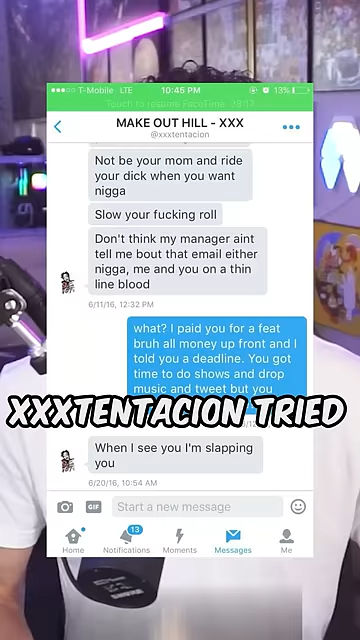 T-Mobile LTE 10:45 PM 13%
Touch to resume FaceTime 38:17
MAKE OUT HILL - XXX
@xxxtentacion
Not be your mom and ride
your dick when you want
nigga
Slow your fucking roll
Don't think my manager aint
tell me bout that email either
nigga, me and you on a thin
line blood
6/11/16, 12:32 PM
what? I paid you for a feat
bruh all money up front and I
told you a deadline. You got
time to do shows and drop
music and tweet but you
XXXTENTACION TRIED
When I see you I'm slapping
you
6/20/16, 10:54 AM
GIF Start a new message
13
Home Notifications Moments Messages Me